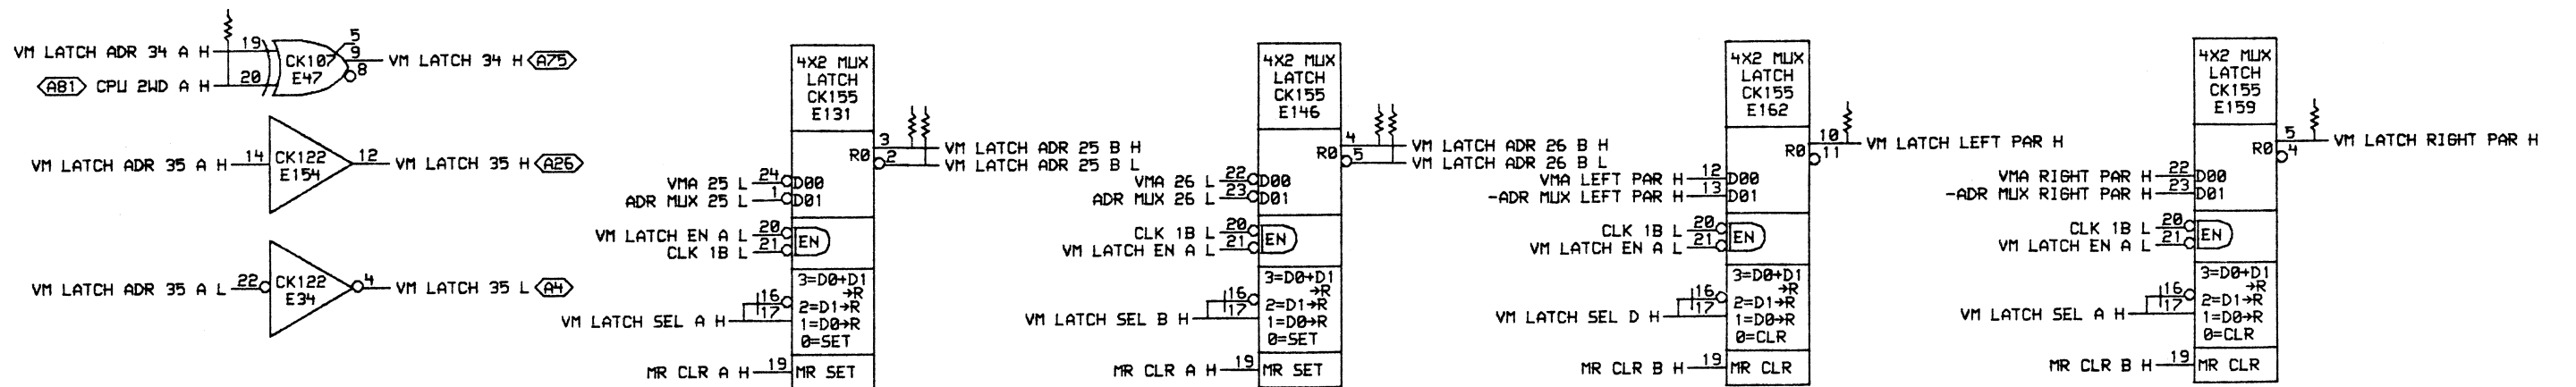 VM LATCH ADR 34 A H 19
AB1 CPU 2WD A H 20
CK107
E47
5
9
8
VM LATCH 34 H A75
VM LATCH ADR 35 A H 14
CK122
E154
12 VM LATCH 35 H A26
VM LATCH ADR 35 A L 22
CK122
E34
4 VM LATCH 35 L A4
4X2 MUX
LATCH
CK155
E131
R0
3 VM LATCH ADR 25 B H
2 VM LATCH ADR 25 B L
VMA 25 L 24 D00
ADR MUX 25 L 1 D01
VM LATCH EN A L 20
CLK 1B L 21
EN
3=D0+D1
→R
2=D1→R
1=D0→R
0=SET
16
17
VM LATCH SEL A H
MR CLR A H 19 MR SET
4X2 MUX
LATCH
CK155
E146
R0
4 VM LATCH ADR 26 B H
5 VM LATCH ADR 26 B L
VMA 26 L 22 D00
ADR MUX 26 L 23 D01
CLK 1B L 20
VM LATCH EN A L 21
EN
3=D0+D1
→R
2=D1→R
1=D0→R
0=SET
16
17
VM LATCH SEL B H
MR CLR A H 19 MR SET
4X2 MUX
LATCH
CK155
E162
R0
10 VM LATCH LEFT PAR H
11
VMA LEFT PAR H 12 D00
-ADR MUX LEFT PAR H 13 D01
CLK 1B L 20
VM LATCH EN A L 21
EN
3=D0+D1
→R
2=D1→R
1=D0→R
0=CLR
16
17
VM LATCH SEL D H
MR CLR B H 19 MR CLR
4X2 MUX
LATCH
CK155
E159
R0
5 VM LATCH RIGHT PAR H
4
VMA RIGHT PAR H 22 D00
-ADR MUX RIGHT PAR H 23 D01
CLK 1B L 20
VM LATCH EN A L 21
EN
3=D0+D1
→R
2=D1→R
1=D0→R
0=CLR
16
17
VM LATCH SEL A H
MR CLR B H 19 MR CLR